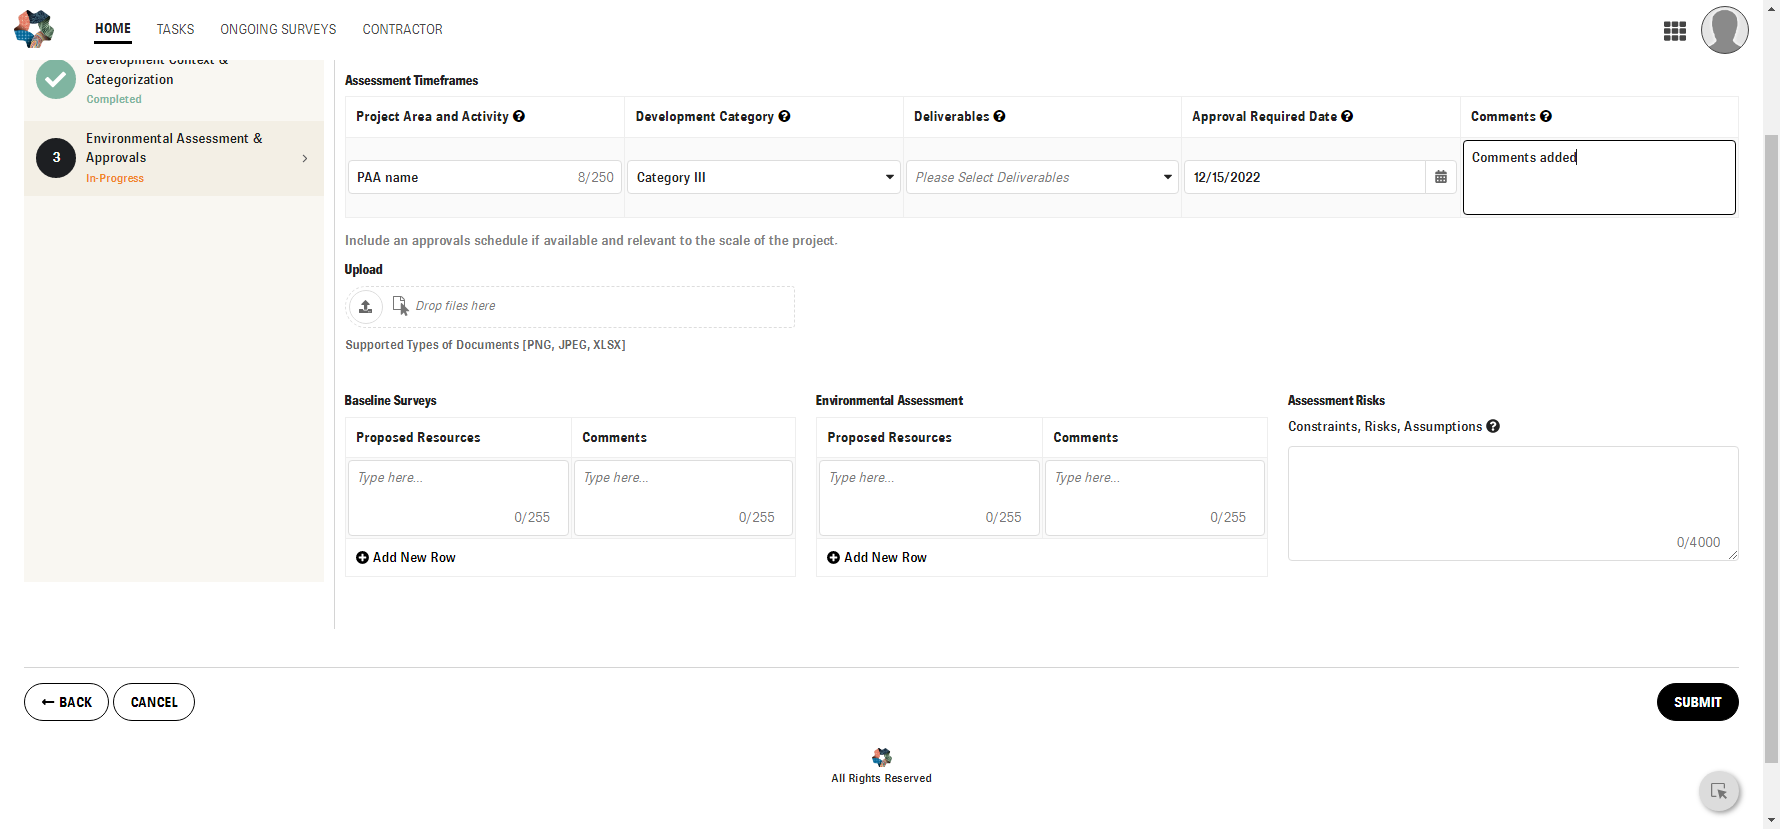 HOME
TASKS
ONGOING SURVEYS
CONTRACTOR
Development Context &
Categorization
Completed
3
Environmental Assessment &
Approvals
In-Progress
Assessment Timeframes
Project Area and Activity
Development Category
Deliverables
Approval Required Date
Comments
PAA name
8/250
Category III
Please Select Deliverables
12/15/2022
Comments added
Include an approvals schedule if available and relevant to the scale of the project.
Upload
Drop files here
Supported Types of Documents [PNG, JPEG, XLSX]
Baseline Surveys
Proposed Resources
Comments
Type here...
0/255
Type here...
0/255
Add New Row
Environmental Assessment
Proposed Resources
Comments
Type here...
0/255
Type here...
0/255
Add New Row
Assessment Risks
Constraints, Risks, Assumptions
0/4000
BACK
CANCEL
SUBMIT
All Rights Reserved